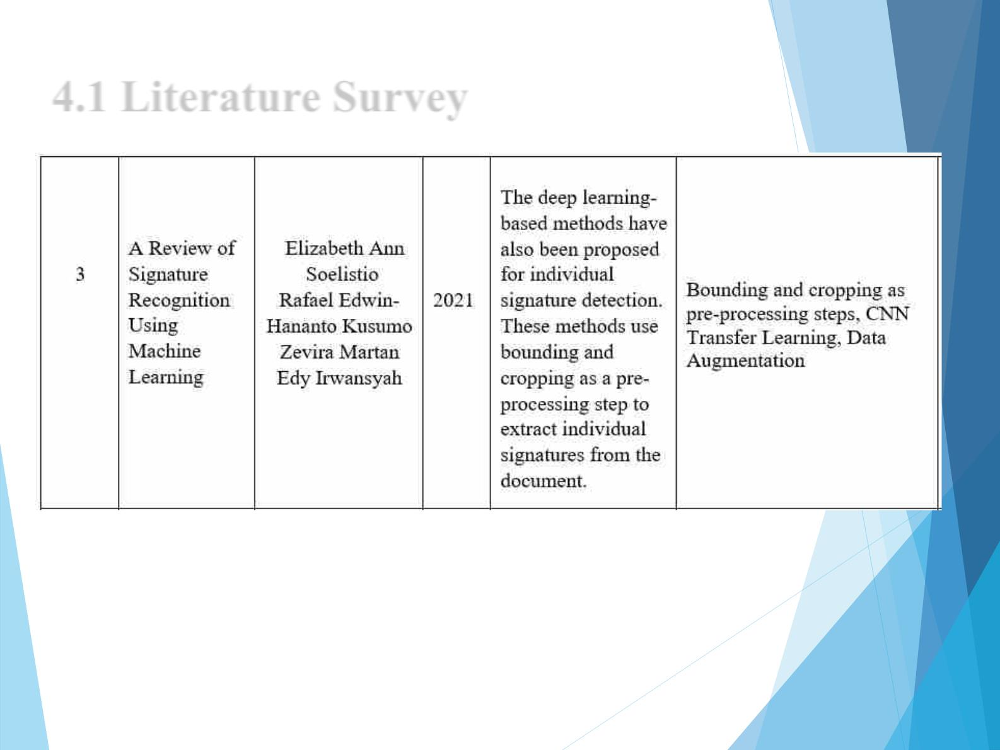 4.1 Literature Survey
3
A Review of
Signature
Recognition
Using
Machine
Learning
Elizabeth Ann
Soelistio
Rafael Edwin-
Hananto Kusumo
Zevira Martan
Edy Irwansyah
2021
The deep learning-
based methods have
also been proposed
for individual
signature detection.
These methods use
bounding and
cropping as a pre-
processing step to
extract individual
signatures from the
document.
Bounding and cropping as
pre-processing steps, CNN
Transfer Learning, Data
Augmentation